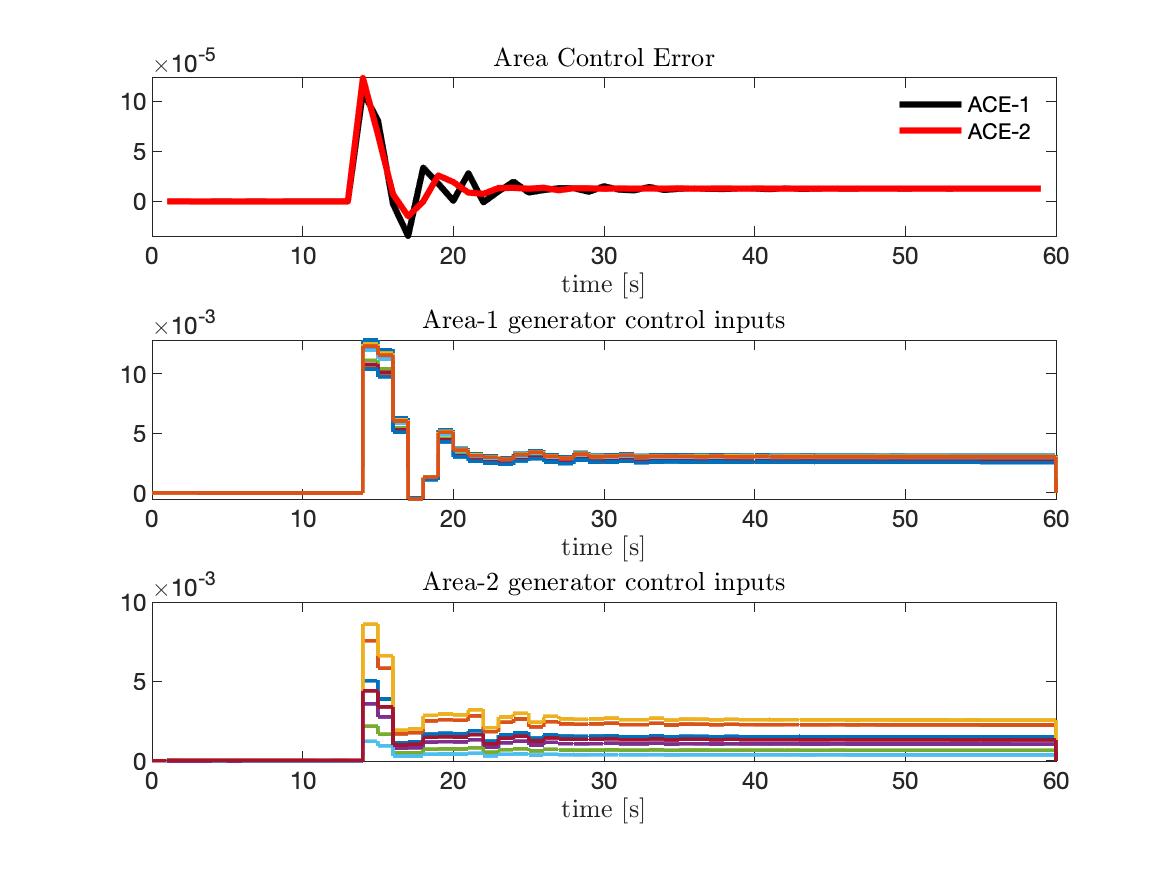 ×10-5
Area Control Error
10
5
0
ACE-1
ACE-2
0 10 20 30 40 50 60
time [s]
×10-3
Area-1 generator control inputs
10
5
0
0 10 20 30 40 50 60
time [s]
×10-3
Area-2 generator control inputs
10
5
0
0 10 20 30 40 50 60
time [s]